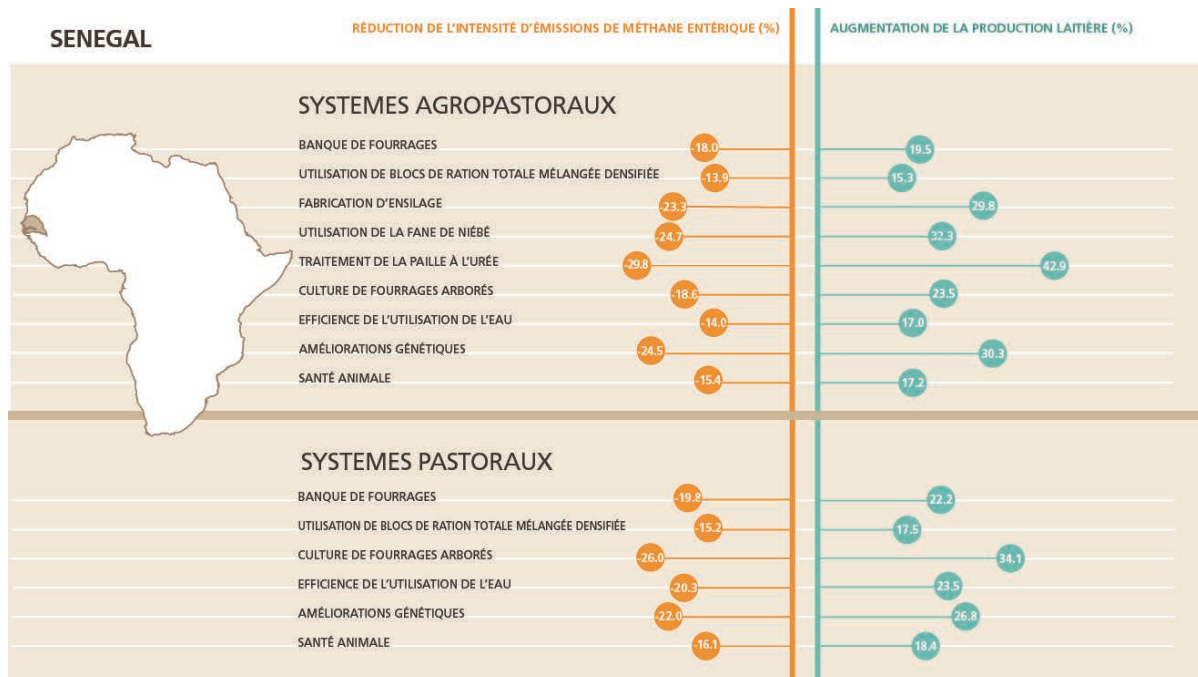 SENEGAL
RÉDUCTION DE L'INTENSITÉ D'ÉMISSIONS DE MÉTHANE ENTÉRIQUE (%) AUGMENTATION DE LA PRODUCTION LAITIÈRE (%)
SYSTEMES AGROPASTORAUX
BANQUE DE FOURRAGES -18.0 19.5
UTILISATION DE BLOCS DE RATION TOTALE MÉLANGÉE DENSIFIÉE -13.9 15.3
FABRICATION D'ENSILAGE -23.3 29.8
UTILISATION DE LA FANE DE NIÉBÉ -24.7 32.3
TRAITEMENT DE LA PAILLE À L'URÉE -29.8 42.9
CULTURE DE FOURRAGES ARBORÉS -18.6 23.5
EFFICIENCE DE L'UTILISATION DE L'EAU -14.0 17.0
AMÉLIORATIONS GÉNÉTIQUES -24.5 30.3
SANTÉ ANIMALE -15.4 17.2
SYSTEMES PASTORAUX
BANQUE DE FOURRAGES -19.8 22.2
UTILISATION DE BLOCS DE RATION TOTALE MÉLANGÉE DENSIFIÉE -15.2 17.5
CULTURE DE FOURRAGES ARBORÉS -26.0 34.1
EFFICIENCE DE L'UTILISATION DE L'EAU -20.3 23.5
AMÉLIORATIONS GÉNÉTIQUES -22.0 26.8
SANTÉ ANIMALE -16.1 18.4